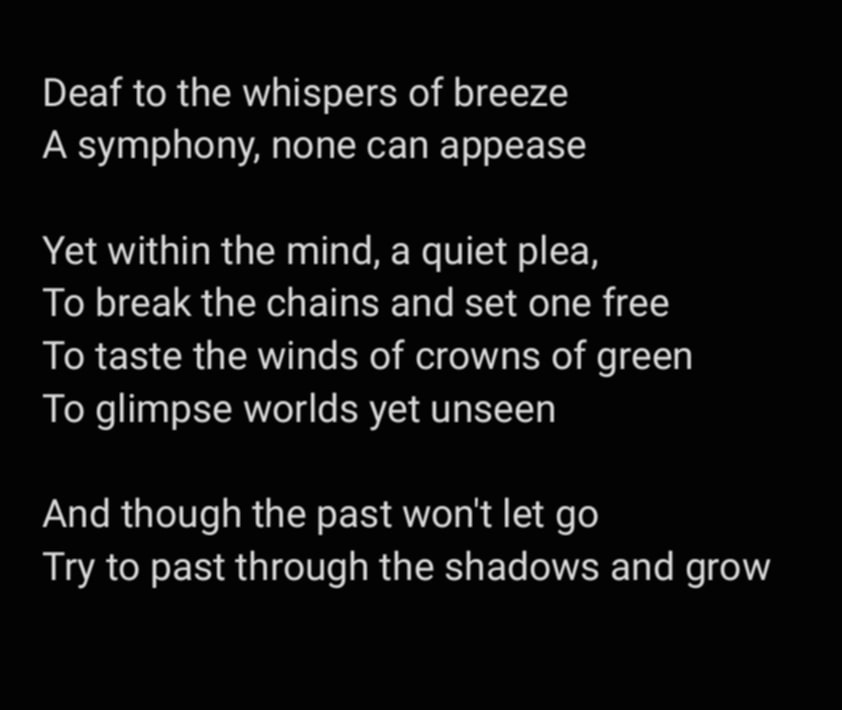 Deaf to the whispers of breeze
A symphony, none can appease
Yet within the mind, a quiet plea,
To break the chains and set one free
To taste the winds of crowns of green
To glimpse worlds yet unseen
And though the past won't let go
Try to past through the shadows and grow